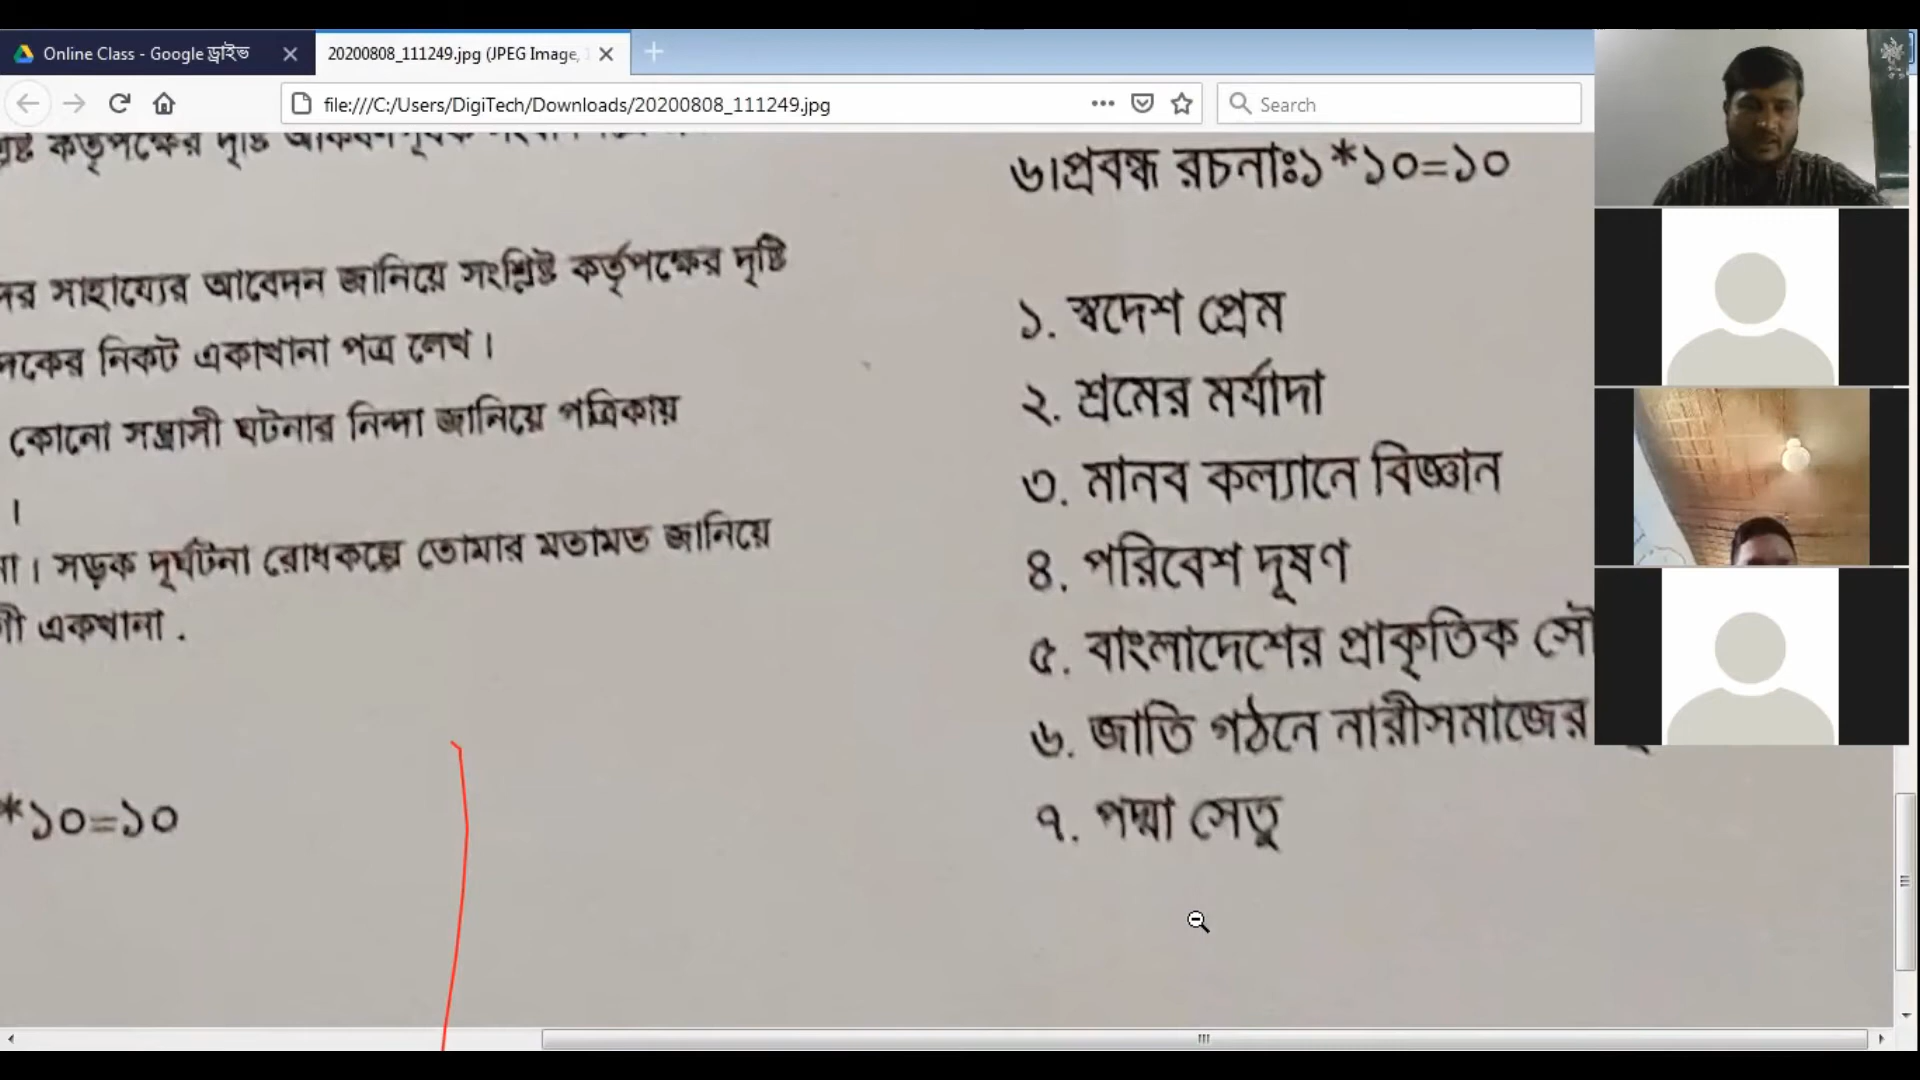 Online Class - Google ড্রাইভ
20200808_111249.jpg (JPEG Image,
file:///C:/Users/DigiTech/Downloads/20200808_111249.jpg
Search
কর্তৃপক্ষের দৃষ্টি
সাহায্যের আবেদন জানিয়ে সংশ্লিষ্ট কর্তৃপক্ষের দৃষ্টি
নিকট একাখানা পত্র লেখ।
কোনো সন্ত্রাসী ঘটনার নিন্দা জানিয়ে পত্রিকায়
।
। সড়ক দূর্ঘটনা রোধকল্পে তোমার মতামত জানিয়ে
একখানা .
*১০=১০
৬।প্রবন্ধ রচনাঃ১*১০=১০
১. স্বদেশ প্রেম
২. শ্রমের মর্যাদা
৩. মানব কল্যানে বিজ্ঞান
৪. পরিবেশ দূষণ
৫. বাংলাদেশের প্রাকৃতিক সৌ
৬. জাতি গঠনে নারীসমাজের
৭. পদ্মা সেতু